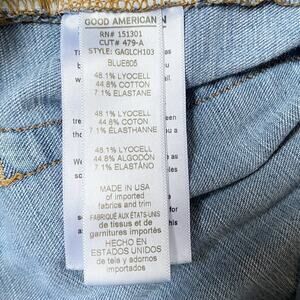 GOOD AMERICAN
RN# 151301
CUT# 479-A
STYLE: GAGLCH103
BLUE605
48.1% LYOCELL
44.8% COTTON
7.1% ELASTANE
48.1% LYOCELL
44.8% COTON
7.1% ÉLASTHANNE
48.1% LYOCELL
44.8% ALGODÓN
7.1% ELASTÁNO
MADE IN USA
of imported
fabrics and trim
FABRIQUÉ AUX ÉTATS-UNIS
de tissus et de
garnitures importés
HECHO EN
ESTADOS UNIDOS
de tela y adornos
importados